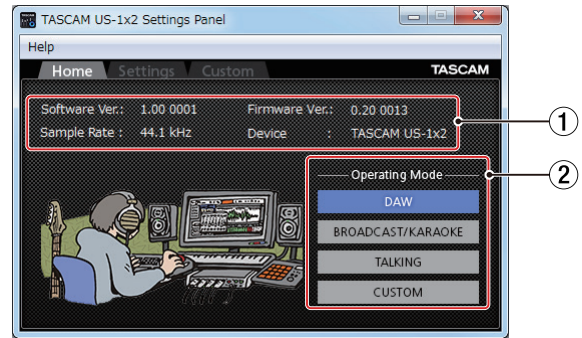 TASCAM US-1x2 Settings Panel
Help
Home Settings Custom TASCAM
Software Ver.: 1.00 0001 Firmware Ver.: 0.20 0013
Sample Rate : 44.1 kHz Device : TASCAM US-1x2
1
Operating Mode
2
DAW
BROADCAST/KARAOKE
TALKING
CUSTOM